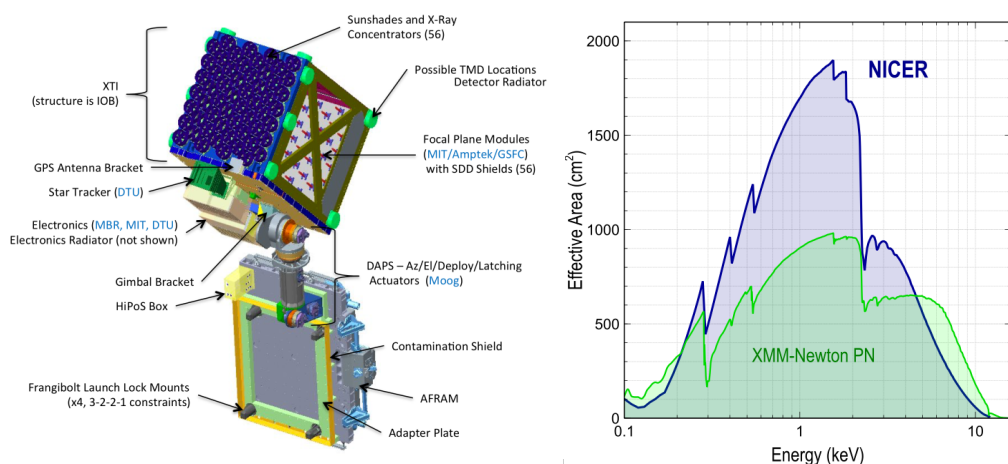 Sunshades and X-Ray
Concentrators (56)
XTI
(structure is IOB)
Possible TMD Locations
Detector Radiator
Focal Plane Modules
(MIT/Amptek/GSFC)
with SDD Shields (56)
GPS Antenna Bracket
Star Tracker (DTU)
Electronics (MBR, MIT, DTU)
Electronics Radiator (not shown)
Gimbal Bracket
HiPoS Box
DAPS – Az/El/Deploy/Latching
Actuators (Moog)
Contamination Shield
Frangibolt Launch Lock Mounts
(x4, 3-2-2-1 constraints)
AFRAM
Adapter Plate
2000
1500
1000
500
0
Effective Area (cm²)
NICER
XMM-Newton PN
0.1
1
10
Energy (keV)